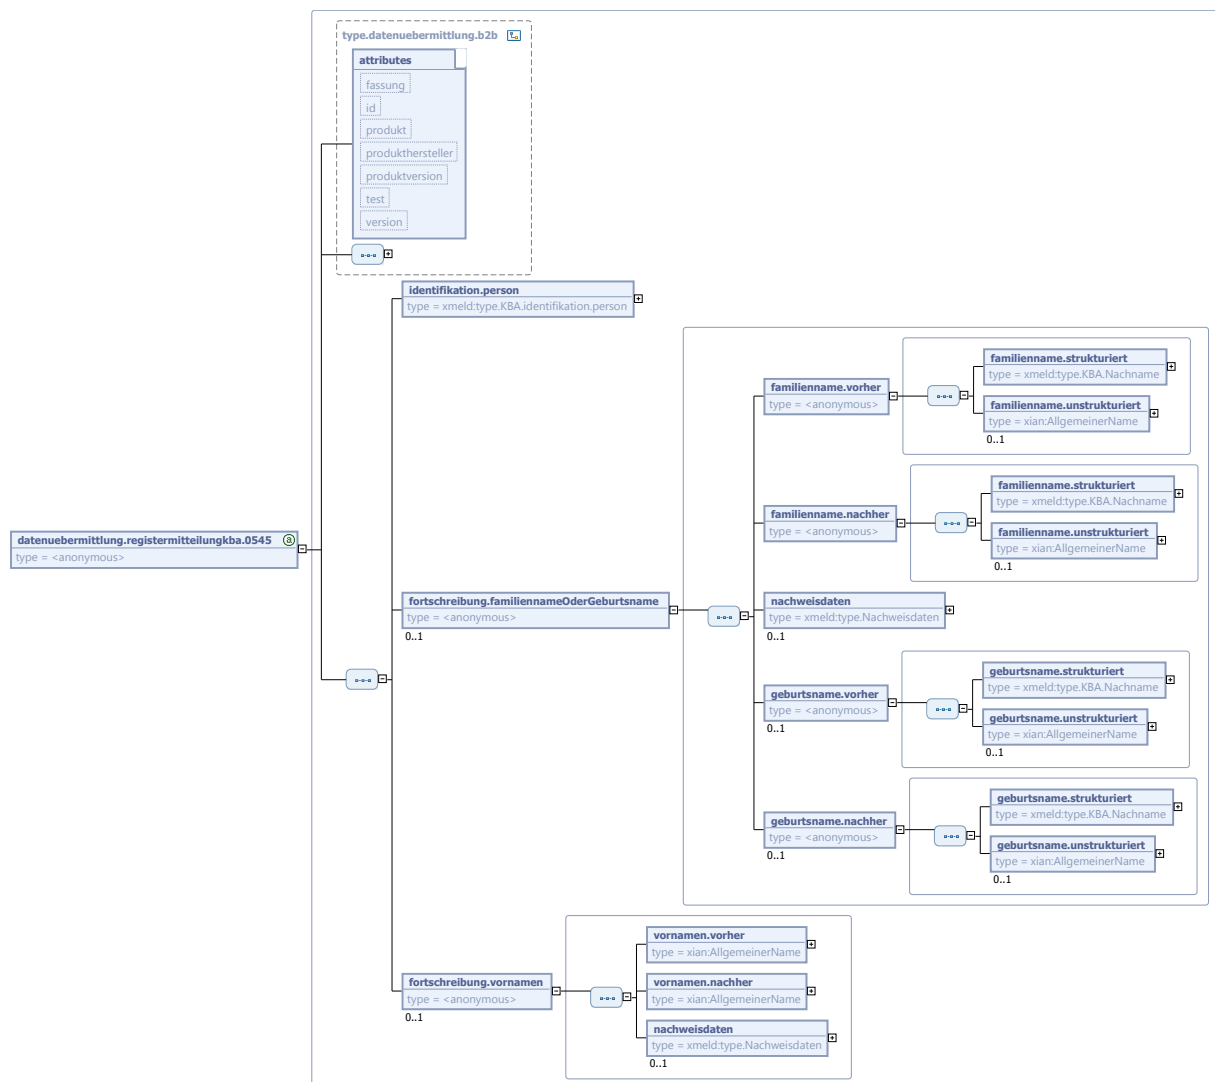 type.datenuebermittlung.b2b
attributes
fassung
id
produkt
produkthersteller
produktversion
test
version
identifikation.person
type = xmeld:type.KBA.identifikation.person
familienname.strukturiert
type = xmeld:type.KBA.Nachname
familienname.vorher
type = <anonymous>
familienname.unstrukturiert
type = xian:AllgemeinerName
0..1
familienname.strukturiert
type = xmeld:type.KBA.Nachname
familienname.nachher
type = <anonymous>
familienname.unstrukturiert
type = xian:AllgemeinerName
0..1
datenuebermittlung.registermitteilungkba.0545 a
type = <anonymous>
fortschreibung.familiennameOderGeburtsname
type = <anonymous>
0..1
nachweisdaten
type = xmeld:type.Nachweisdaten
0..1
geburtsname.strukturiert
type = xmeld:type.KBA.Nachname
geburtsname.vorher
type = <anonymous>
0..1
geburtsname.unstrukturiert
type = xian:AllgemeinerName
0..1
geburtsname.strukturiert
type = xmeld:type.KBA.Nachname
geburtsname.nachher
type = <anonymous>
0..1
geburtsname.unstrukturiert
type = xian:AllgemeinerName
0..1
vornamen.vorher
type = xian:AllgemeinerName
fortschreibung.vornamen
type = <anonymous>
0..1
vornamen.nachher
type = xian:AllgemeinerName
nachweisdaten
type = xmeld:type.Nachweisdaten
0..1